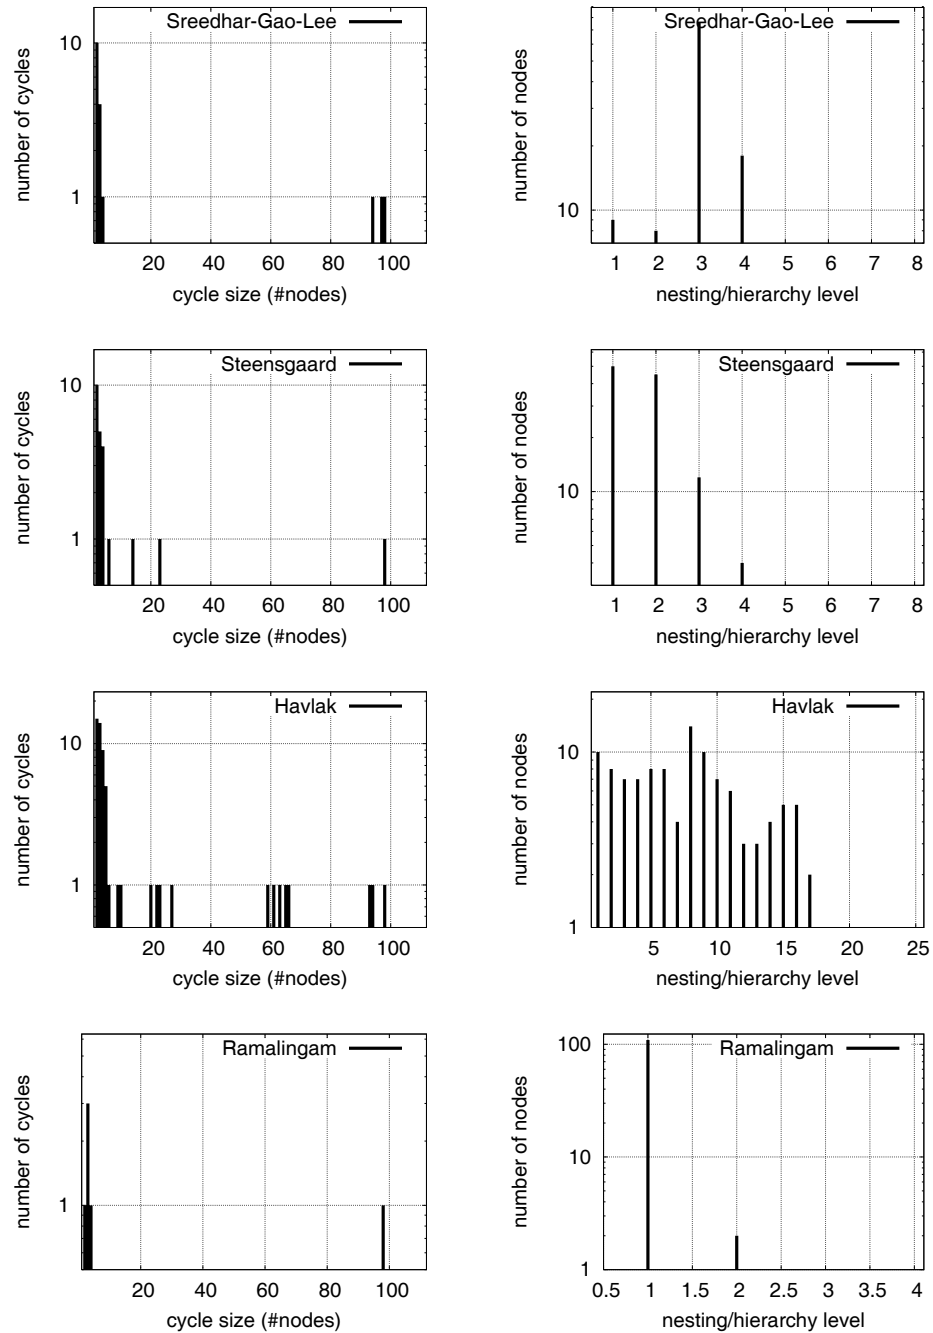 Sreedhar-Gao-Lee
number of cycles
10
1
20 40 60 80 100
cycle size (#nodes)
Sreedhar-Gao-Lee
number of nodes
10
1 2 3 4 5 6 7 8
nesting/hierarchy level
Steensgaard
number of cycles
10
1
20 40 60 80 100
cycle size (#nodes)
Steensgaard
number of nodes
10
1 2 3 4 5 6 7 8
nesting/hierarchy level
Havlak
number of cycles
10
1
20 40 60 80 100
cycle size (#nodes)
Havlak
number of nodes
10
1
5 10 15 20 25
nesting/hierarchy level
Ramalingam
number of cycles
1
20 40 60 80 100
cycle size (#nodes)
Ramalingam
number of nodes
100
10
1
0.5 1 1.5 2 2.5 3 3.5 4
nesting/hierarchy level